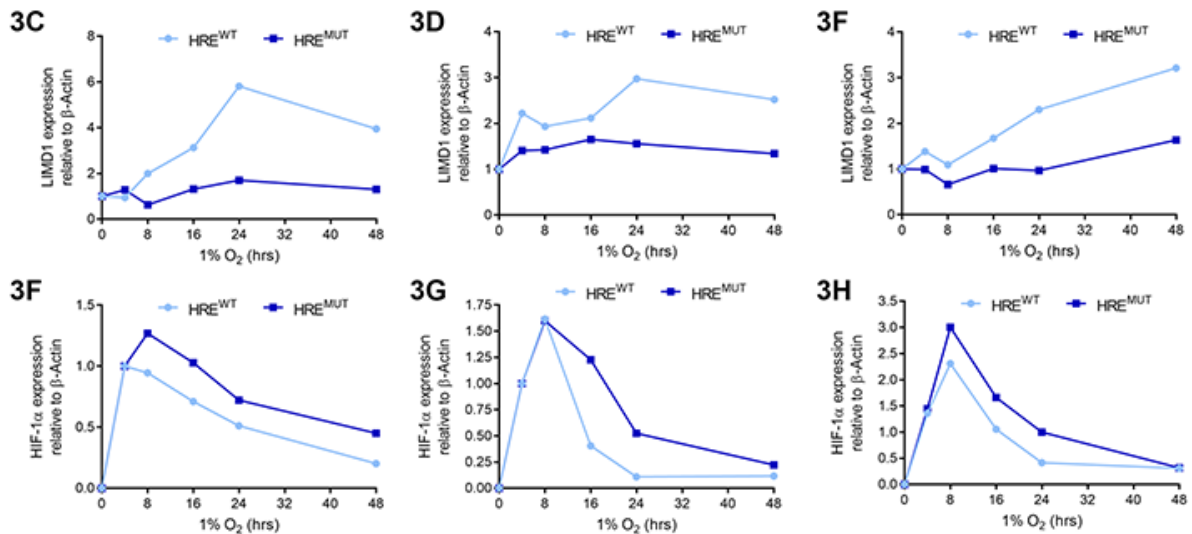 3C
HRE^WT HRE^MUT
LIMD1 expression
relative to β-Actin
8
6
4
2
0
0 8 16 24 32 40 48
1% O₂ (hrs)
3D
HRE^WT HRE^MUT
LIMD1 expression
relative to β-Actin
4
3
2
1
0
0 8 16 24 32 40 48
1% O₂ (hrs)
3F
HRE^WT HRE^MUT
LIMD1 expression
relative to β-Actin
4
3
2
1
0
0 8 16 24 32 40 48
1% O₂ (hrs)
3F
HRE^WT HRE^MUT
HIF-1α expression
relative to β-Actin
1.5
1.0
0.5
0.0
0 8 16 24 32 40 48
1% O₂ (hrs)
3G
HRE^WT HRE^MUT
HIF-1α expression
relative to β-Actin
1.75
1.50
1.25
1.00
0.75
0.50
0.25
0.00
0 8 16 24 32 40 48
1% O₂ (hrs)
3H
HRE^WT HRE^MUT
HIF-1α expression
relative to β-Actin
3.5
3.0
2.5
2.0
1.5
1.0
0.5
0.0
0 8 16 24 32 40 48
1% O₂ (hrs)